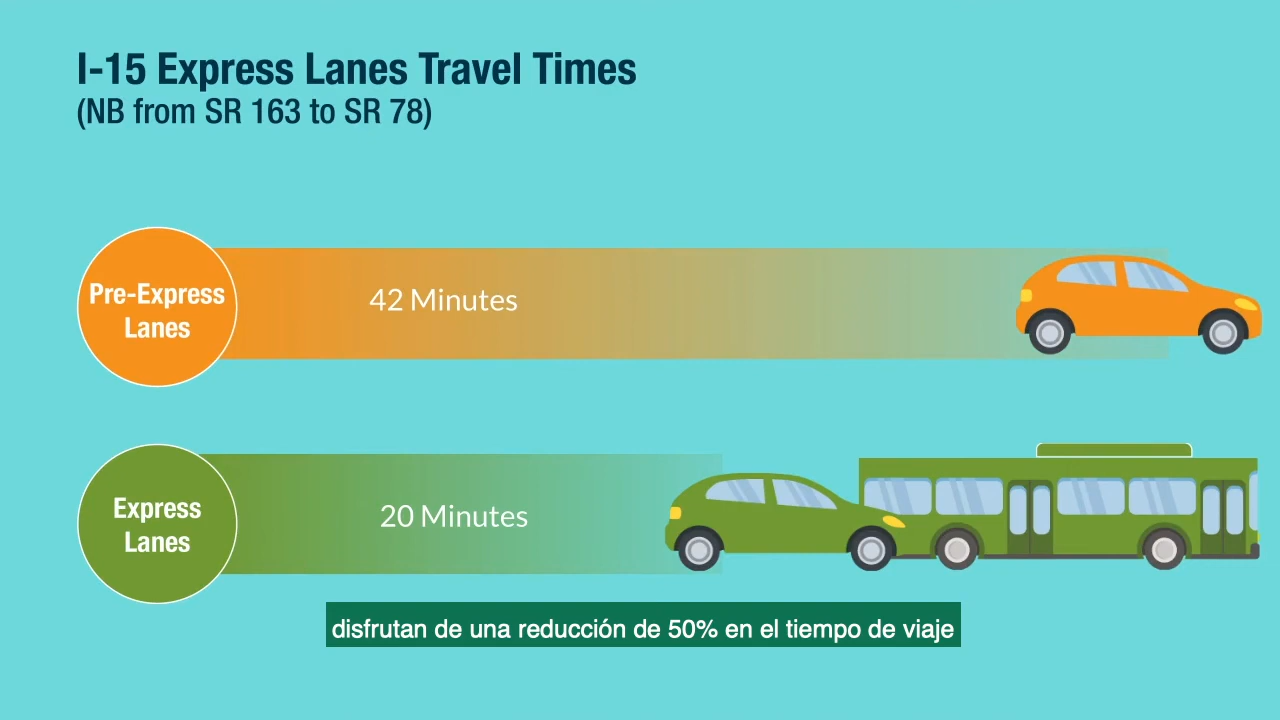 I-15 Express Lanes Travel Times
(NB from SR 163 to SR 78)
Pre-Express
Lanes
42 Minutes
Express
Lanes
20 Minutes
disfrutan de una reducción de 50% en el tiempo de viaje